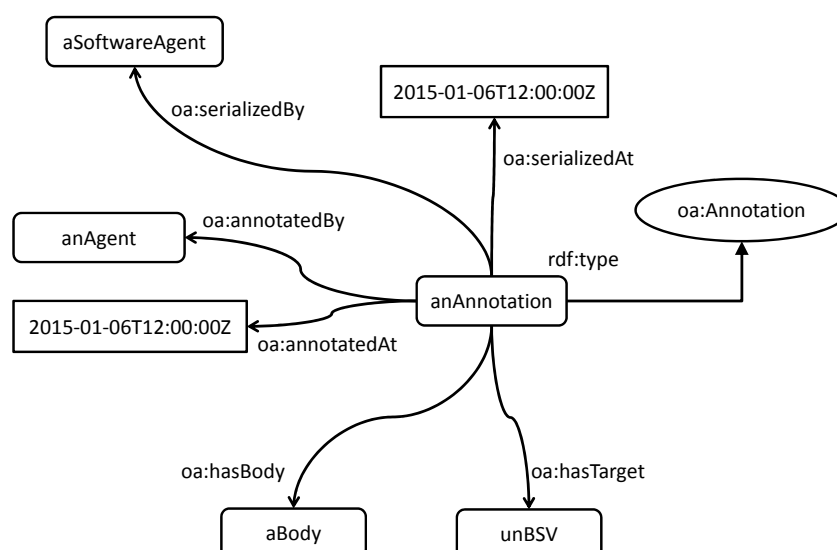 aSoftwareAgent
oa:serializedBy
2015-01-06T12:00:00Z
oa:serializedAt
oa:Annotation
oa:annotatedBy
anAgent
rdf:type
anAnnotation
2015-01-06T12:00:00Z
oa:annotatedAt
oa:hasBody
oa:hasTarget
aBody
unBSV